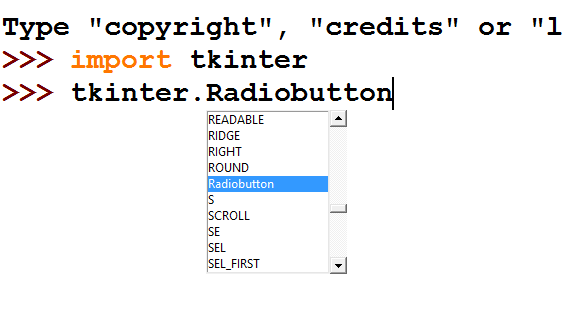 Type "copyright", "credits" or "l
>>> import tkinter
>>> tkinter.Radiobutton
READABLE
RIDGE
RIGHT
ROUND
Radiobutton
S
SCROLL
SE
SEL
SEL_FIRST